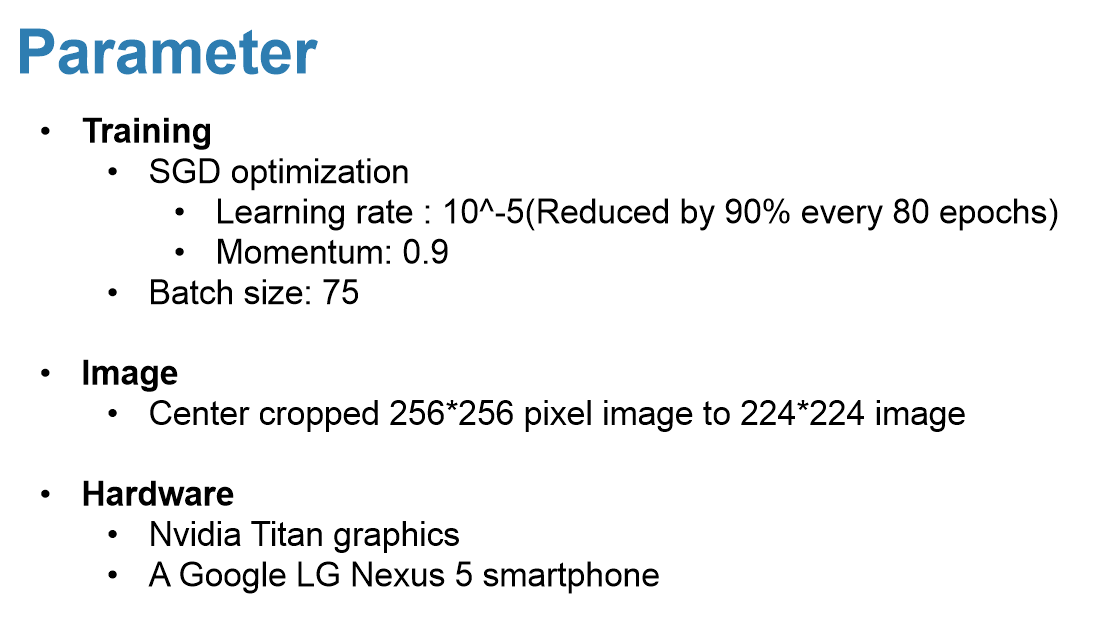 Parameter
• Training
• SGD optimization
• Learning rate : 10^-5(Reduced by 90% every 80 epochs)
• Momentum: 0.9
• Batch size: 75
• Image
• Center cropped 256*256 pixel image to 224*224 image
• Hardware
• Nvidia Titan graphics
• A Google LG Nexus 5 smartphone